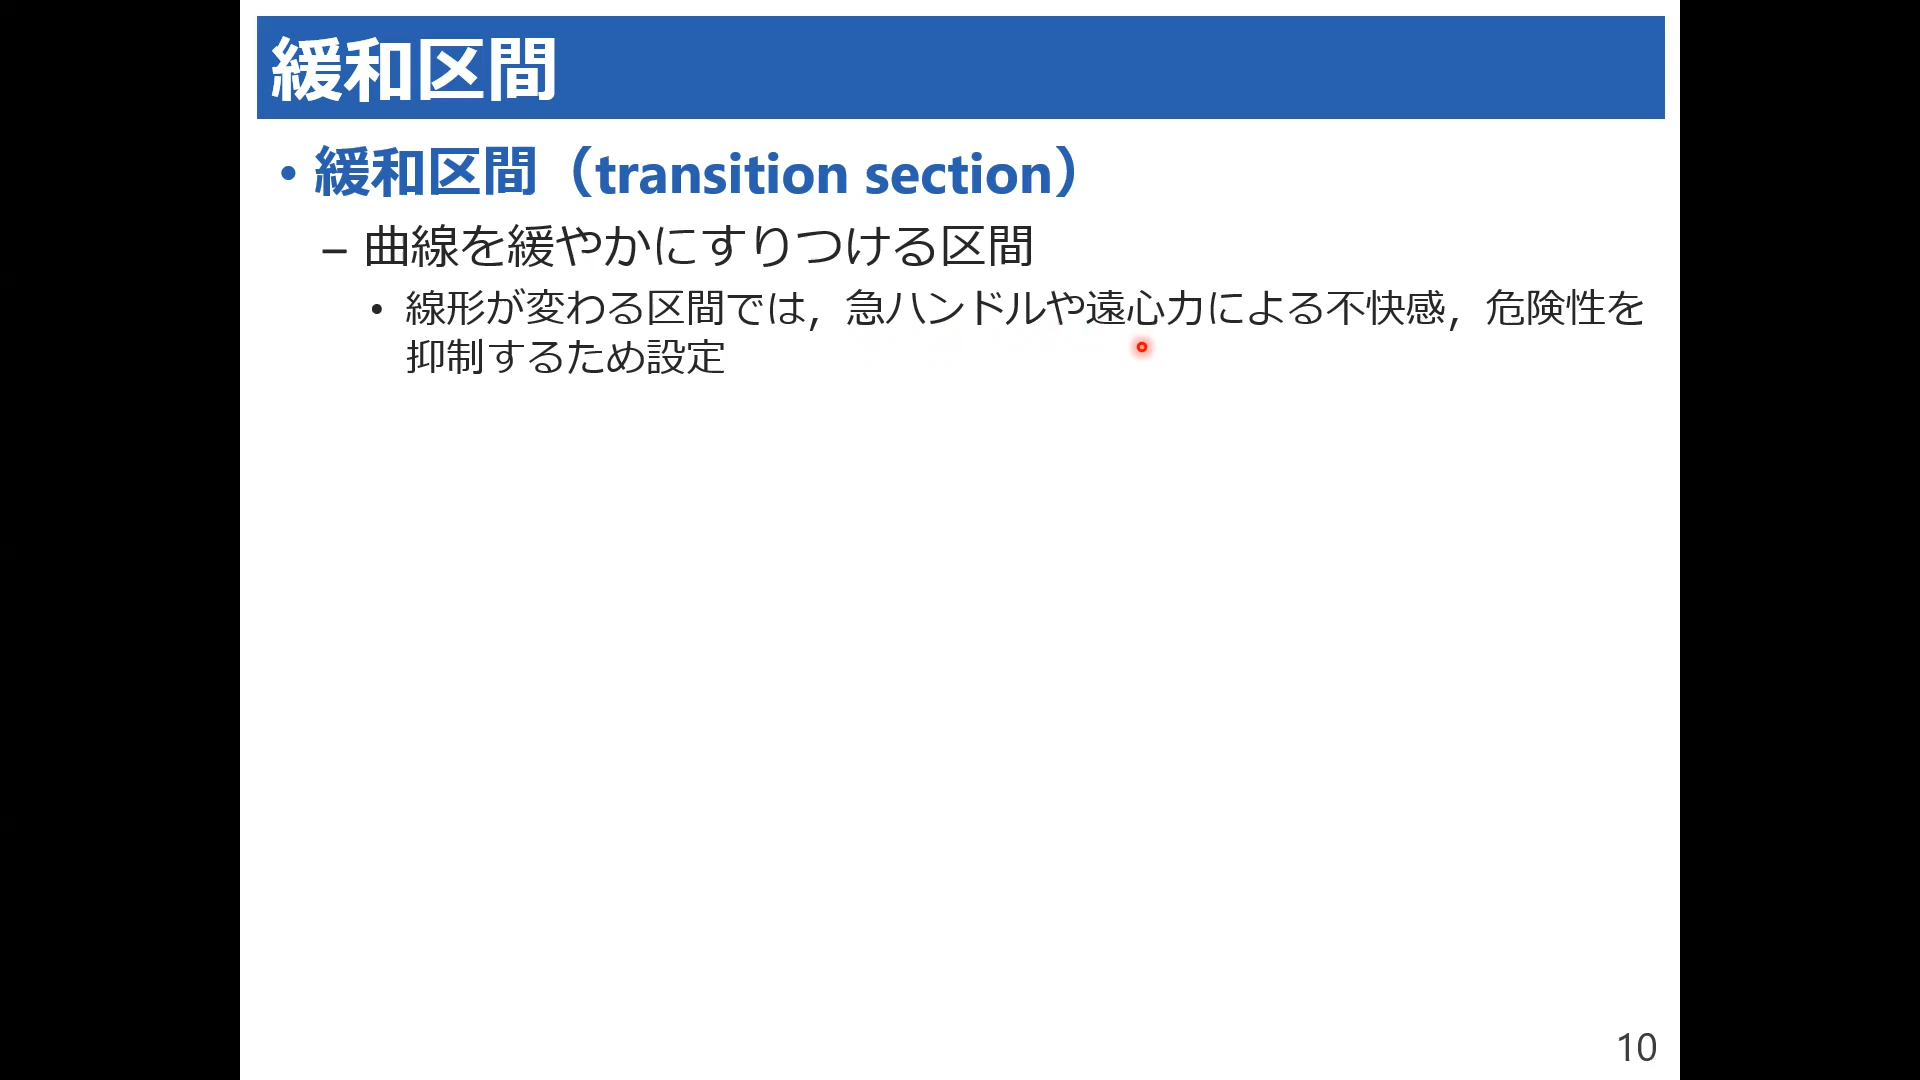 緩和区間
• 緩和区間（transition section）
– 曲線を緩やかにすりつける区間
• 線形が変わる区間では，急ハンドルや遠心力による不快感，危険性を
抑制するため設定
10